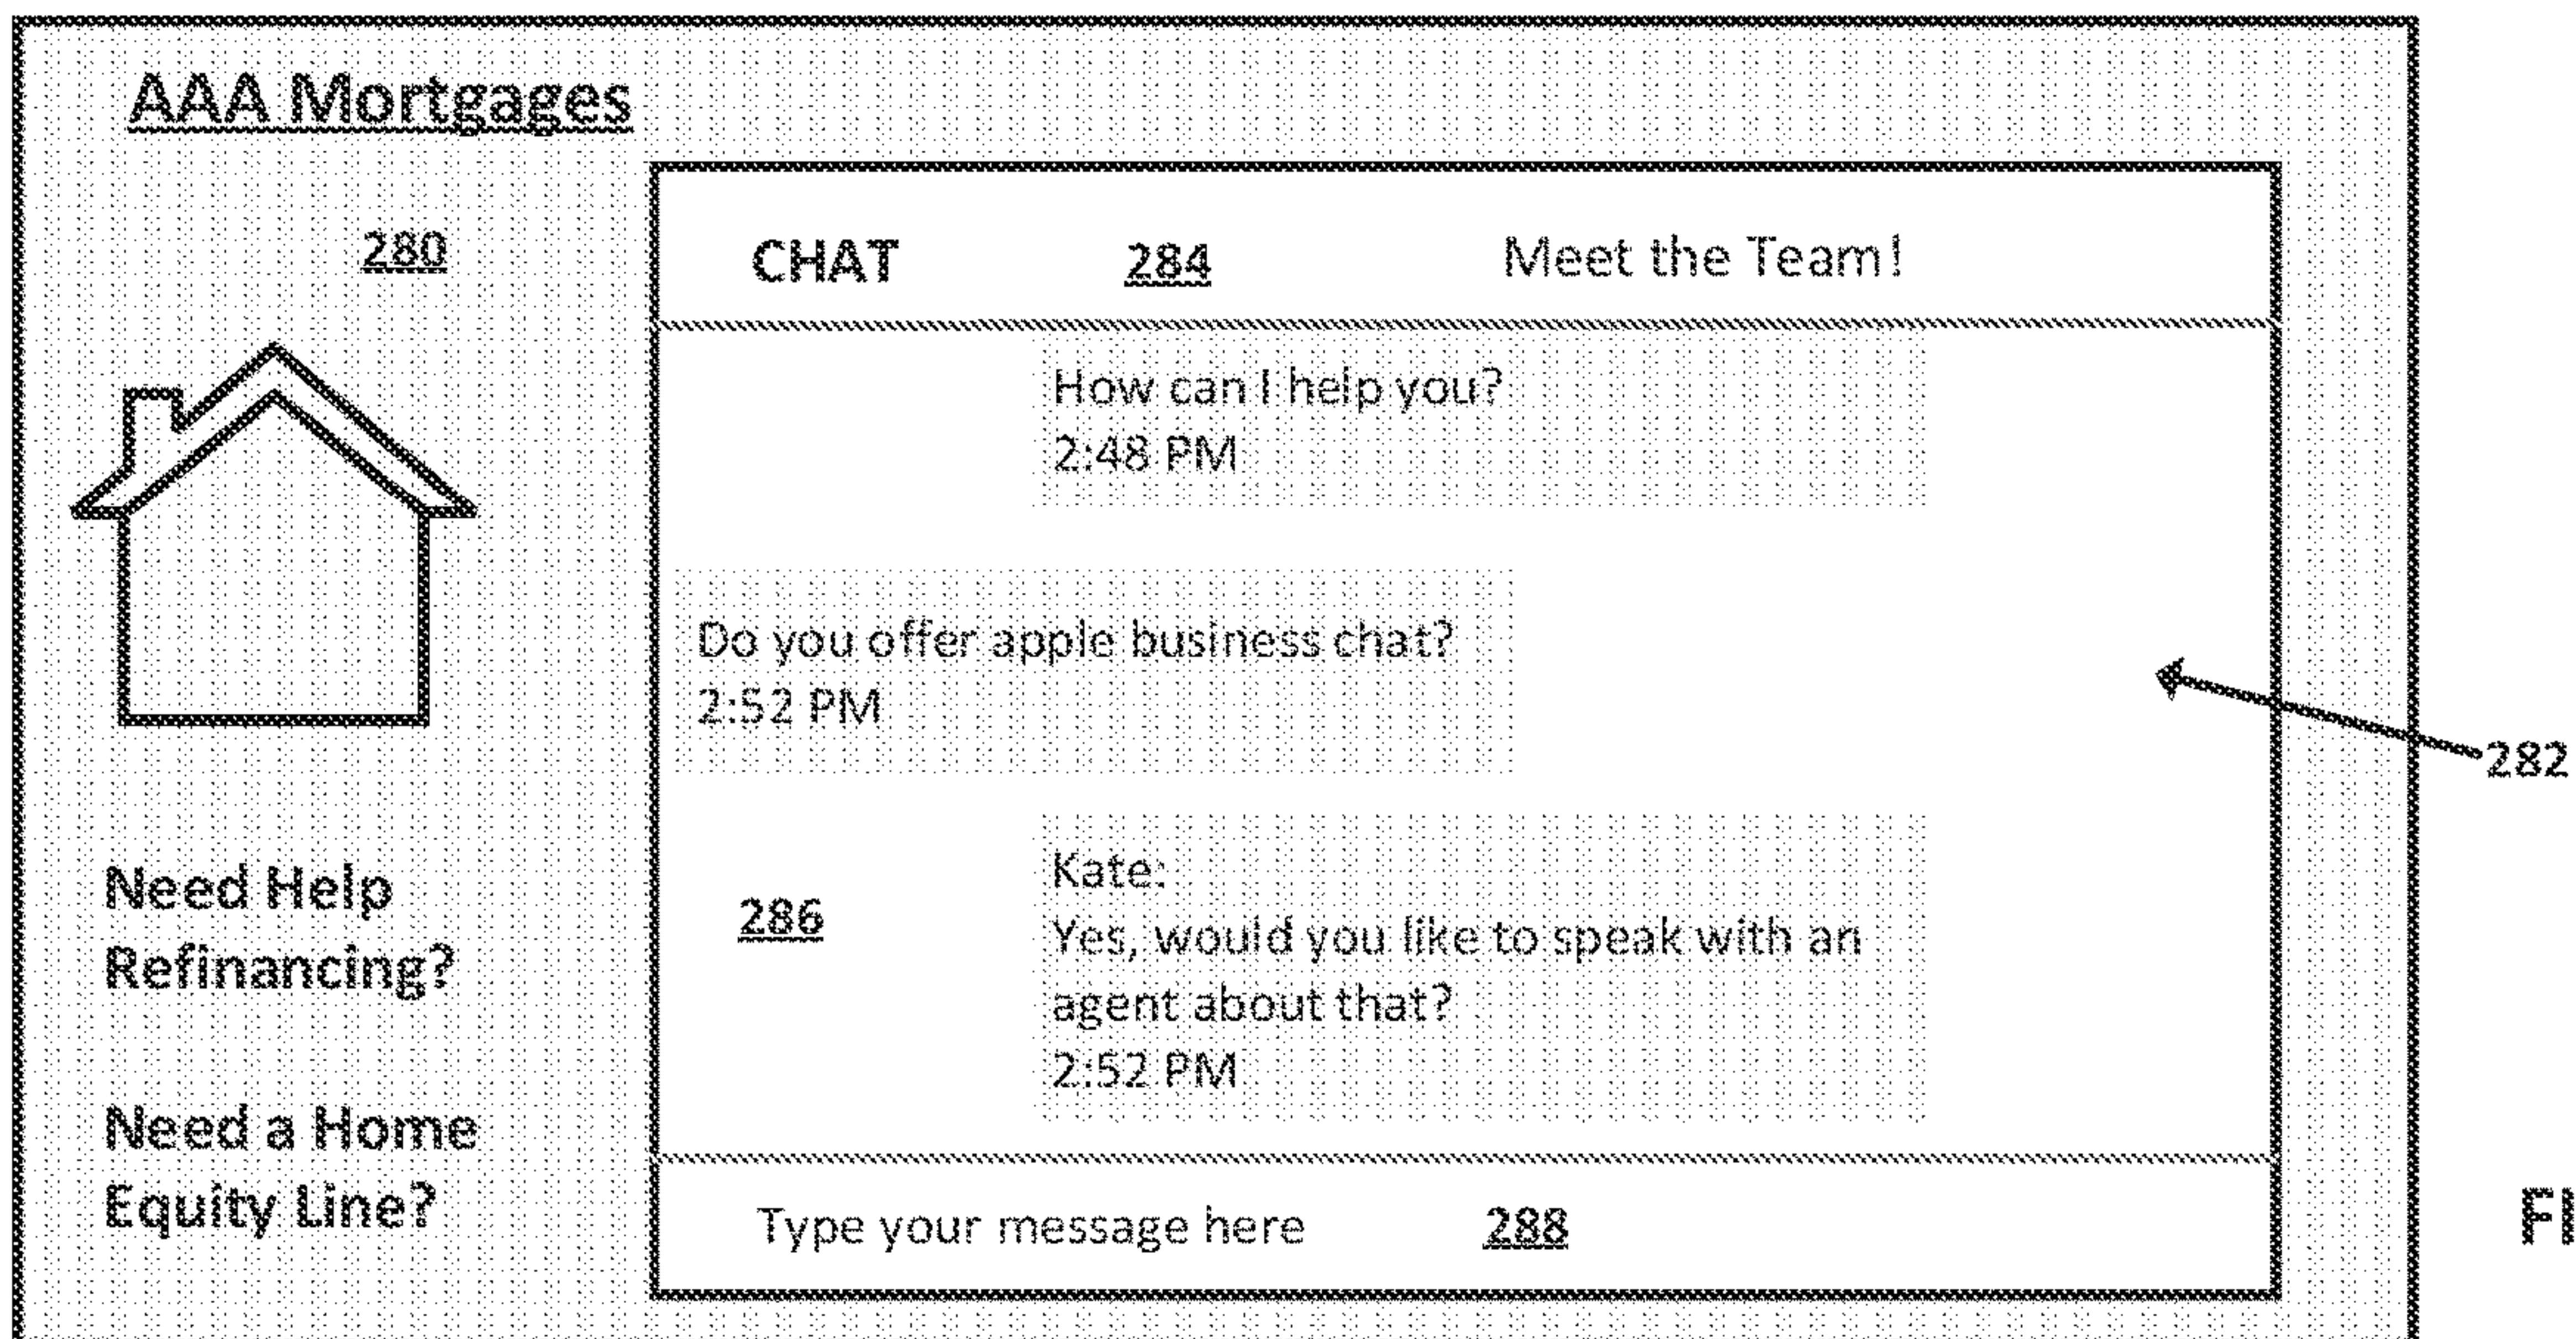 AAA Mortgages
280
CHAT 284 Meet the Team!
How can I help you?
2:48 PM
Do you offer apple business chat?
2:52 PM
282
Kate:
286
Yes, would you like to speak with an
agent about that?
2:52 PM
Need Help
Refinancing?
Need a Home
Equity Line?
Type your message here 288
FI